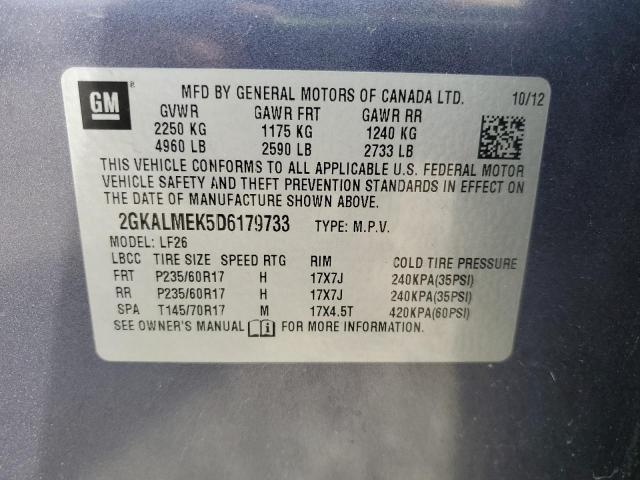 GM
MFD BY GENERAL MOTORS OF CANADA LTD. 10/12
GVWR GAWR FRT GAWR RR
2250 KG 1175 KG 1240 KG
4960 LB 2590 LB 2733 LB
THIS VEHICLE CONFORMS TO ALL APPLICABLE U.S. FEDERAL MOTOR
VEHICLE SAFETY AND THEFT PREVENTION STANDARDS IN EFFECT ON
THE DATE OF MANUFACTURE SHOWN ABOVE.
2GKALMEK5D6179733 TYPE: M.P.V.
MODEL: LF26
LBCC TIRE SIZE SPEED RTG RIM COLD TIRE PRESSURE
FRT P235/60R17 H 17X7J 240KPA(35PSI)
RR P235/60R17 H 17X7J 240KPA(35PSI)
SPA T145/70R17 M 17X4.5T 420KPA(60PSI)
SEE OWNER'S MANUAL FOR MORE INFORMATION.